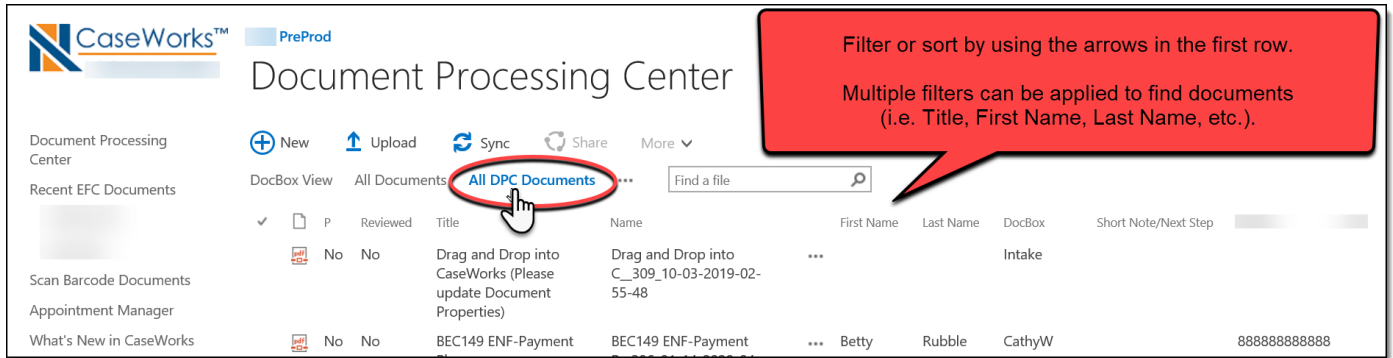 CaseWorks™
PreProd
Document Processing Center
Filter or sort by using the arrows in the first row.
Multiple filters can be applied to find documents
(i.e. Title, First Name, Last Name, etc.).
Document Processing
Center
Recent EFC Documents
Scan Barcode Documents
Appointment Manager
What's New in CaseWorks
New Upload Sync Share More
DocBox View All Documents All DPC Documents ... Find a file
P Reviewed Title Name First Name Last Name DocBox Short Note/Next Step
No No Drag and Drop into Drag and Drop into ... Intake
CaseWorks (Please C__309_10-03-2019-02-
update Document 55-48
Properties)
No No BEC149 ENF-Payment BEC149 ENF-Payment ... Betty Rubble CathyW 888888888888